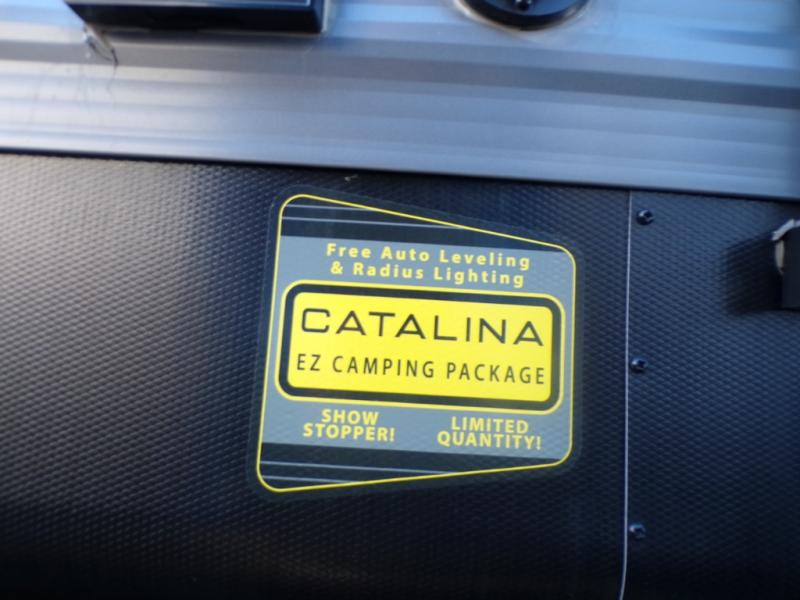 Free Auto Leveling
& Radius Lighting
CATALINA
EZ CAMPING PACKAGE
SHOW
STOPPER!
LIMITED
QUANTITY!